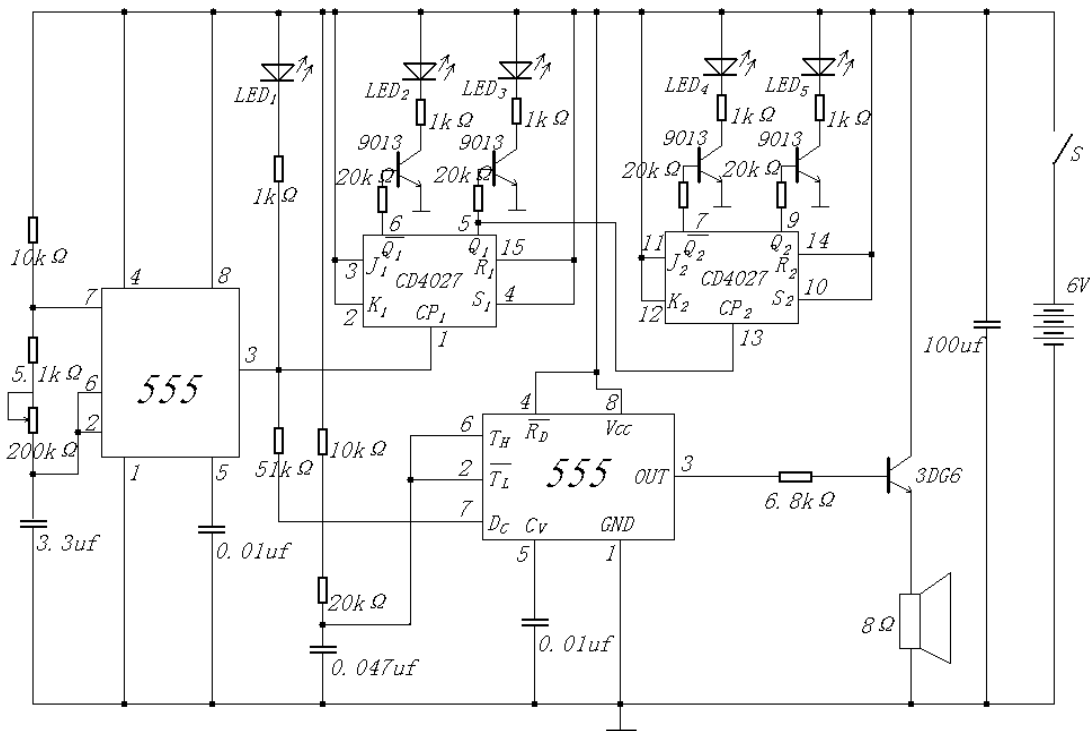 LED1
LED2
LED3
LED4
LED5
1kΩ
1kΩ
1kΩ
1kΩ
1kΩ
9013
9013
9013
9013
20kΩ
20kΩ
20kΩ
20kΩ
S
6V
100uf
10kΩ
5.1kΩ
200kΩ
3.3uf
4
8
7
6
2
3
1
5
555
0.01uf
6
5
Q1
Q1
15
3
J1
R1
CD4027
2
K1
S1
4
CP1
1
7
9
11
Q2
Q2
14
J2
R2
CD4027
12
K2
S2
10
CP2
13
51kΩ
10kΩ
20kΩ
0.047uf
4
8
6
TH
RD
Vcc
2
TL
555
OUT
3
7
DC
CV
GND
5
1
0.01uf
6.8kΩ
3DG6
8Ω